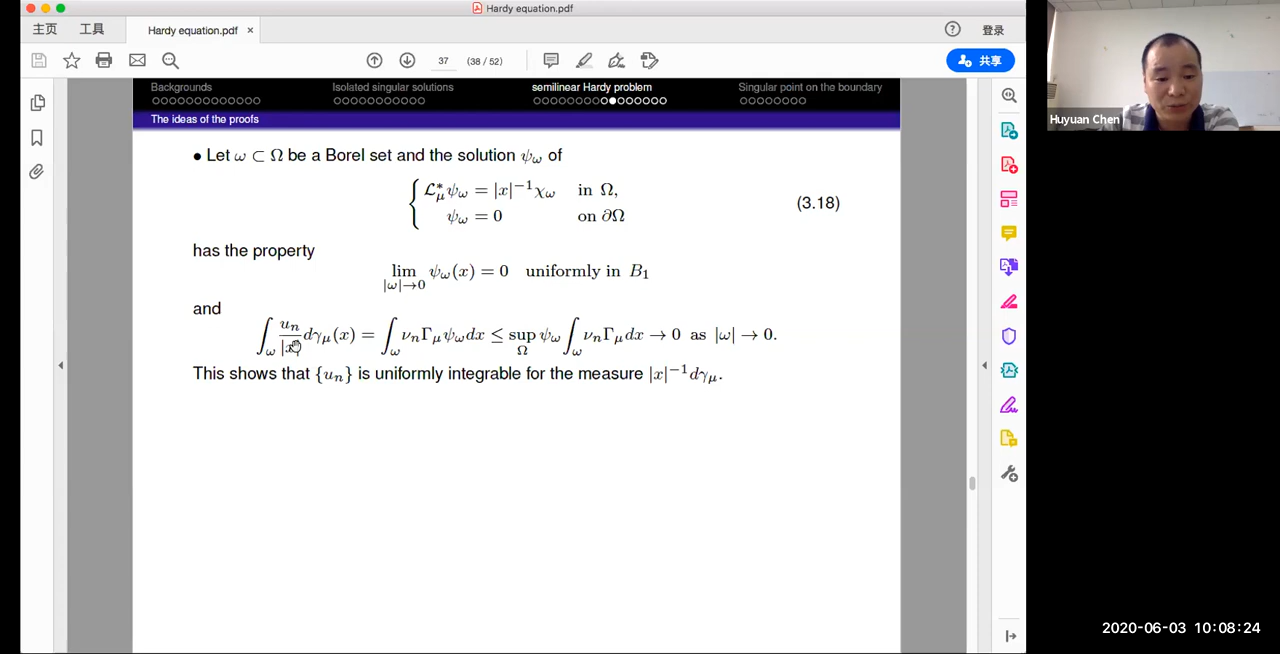 Hardy equation.pdf
主页 工具 Hardy equation.pdf × 登录
37 (38 / 52) 共享
Backgrounds Isolated singular solutions semilinear Hardy problem Singular point on the boundary
The ideas of the proofs
• Let ω ⊂ Ω be a Borel set and the solution ψ_ω of
{ ℒ*_μ ψ_ω = |x|^{-1} χ_ω in Ω,
ψ_ω = 0 on ∂Ω (3.18)
has the property
lim_{|ω|→0} ψ_ω(x) = 0 uniformly in B_1
and
∫_ω u_n/|x| dγ_μ(x) = ∫_ω ν_n Γ_μ ψ_ω dx ≤ sup_Ω ψ_ω ∫_ω ν_n Γ_μ dx → 0 as |ω| → 0.
This shows that {u_n} is uniformly integrable for the measure |x|^{-1} dγ_μ.
Huyuan Chen
2020-06-03 10:08:24